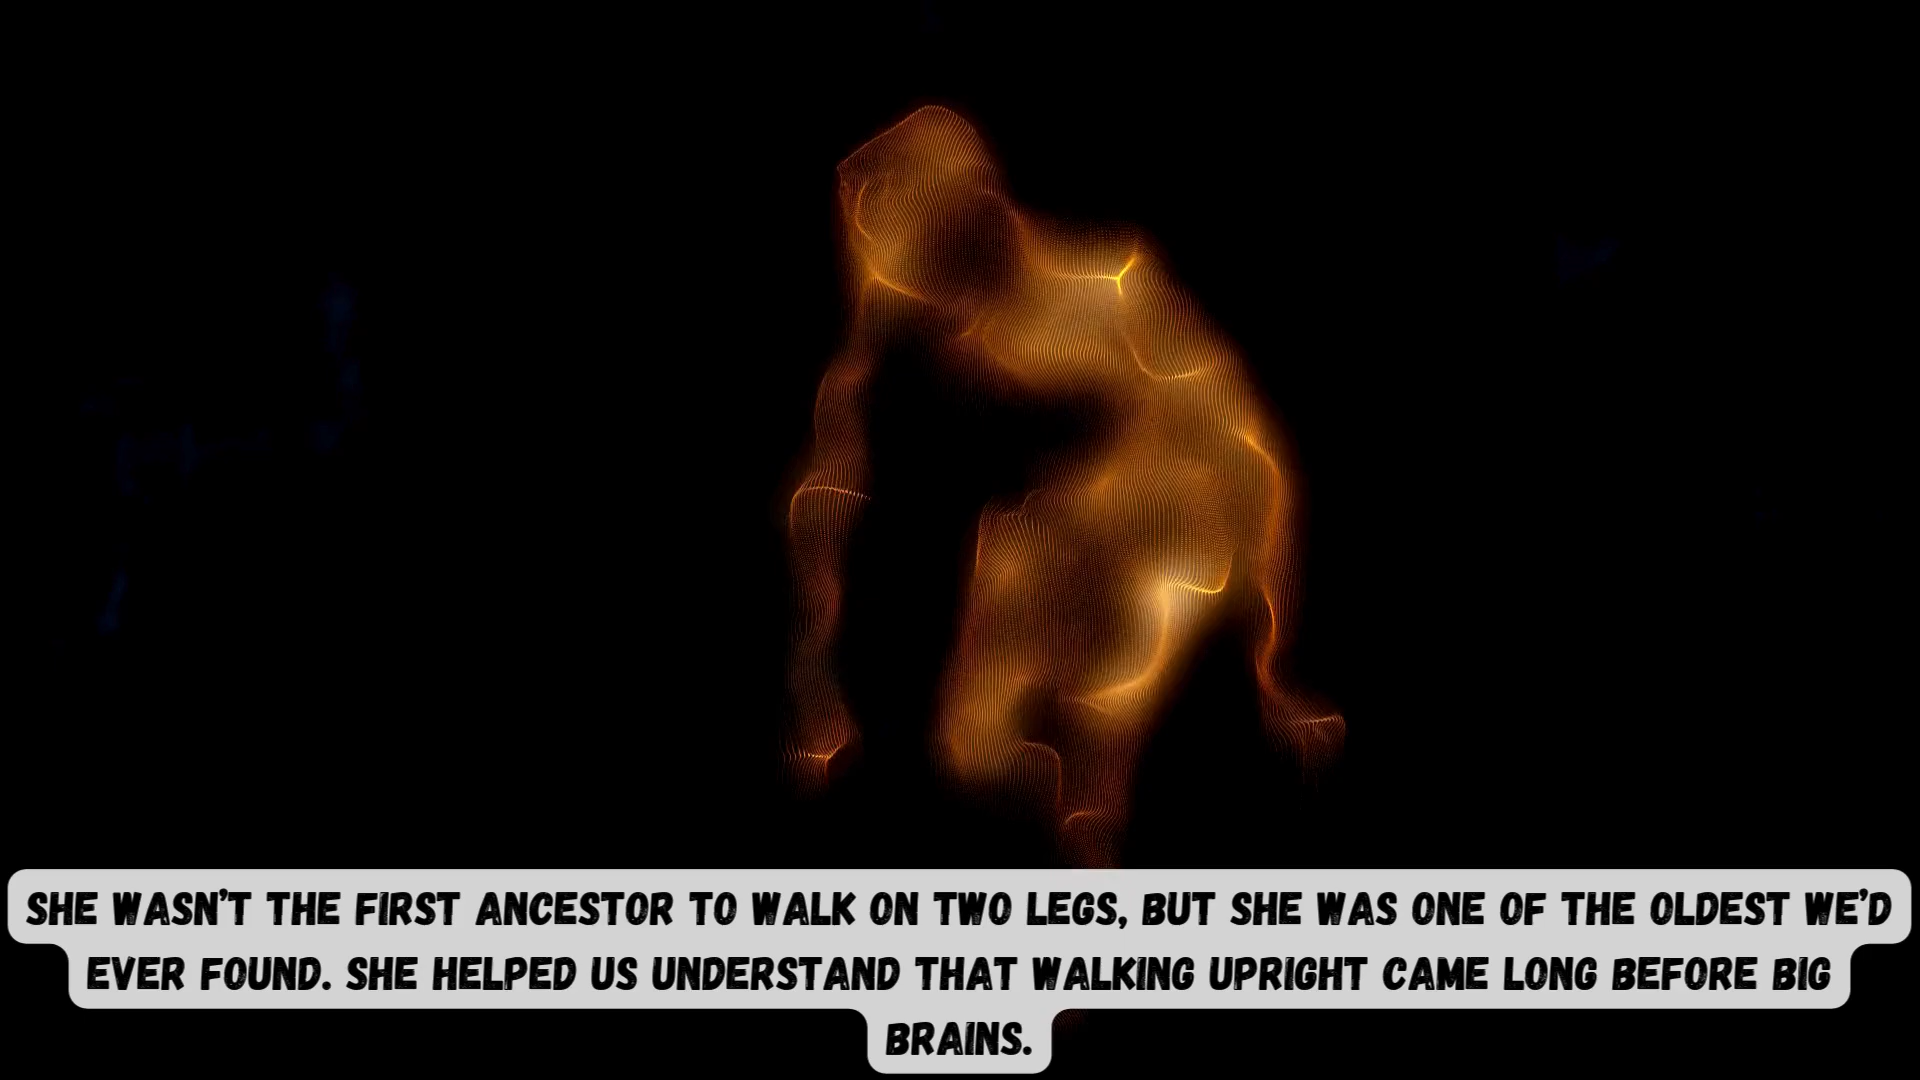 SHE WASN'T THE FIRST ANCESTOR TO WALK ON TWO LEGS, BUT SHE WAS ONE OF THE OLDEST WE'D
EVER FOUND. SHE HELPED US UNDERSTAND THAT WALKING UPRIGHT CAME LONG BEFORE BIG
BRAINS.